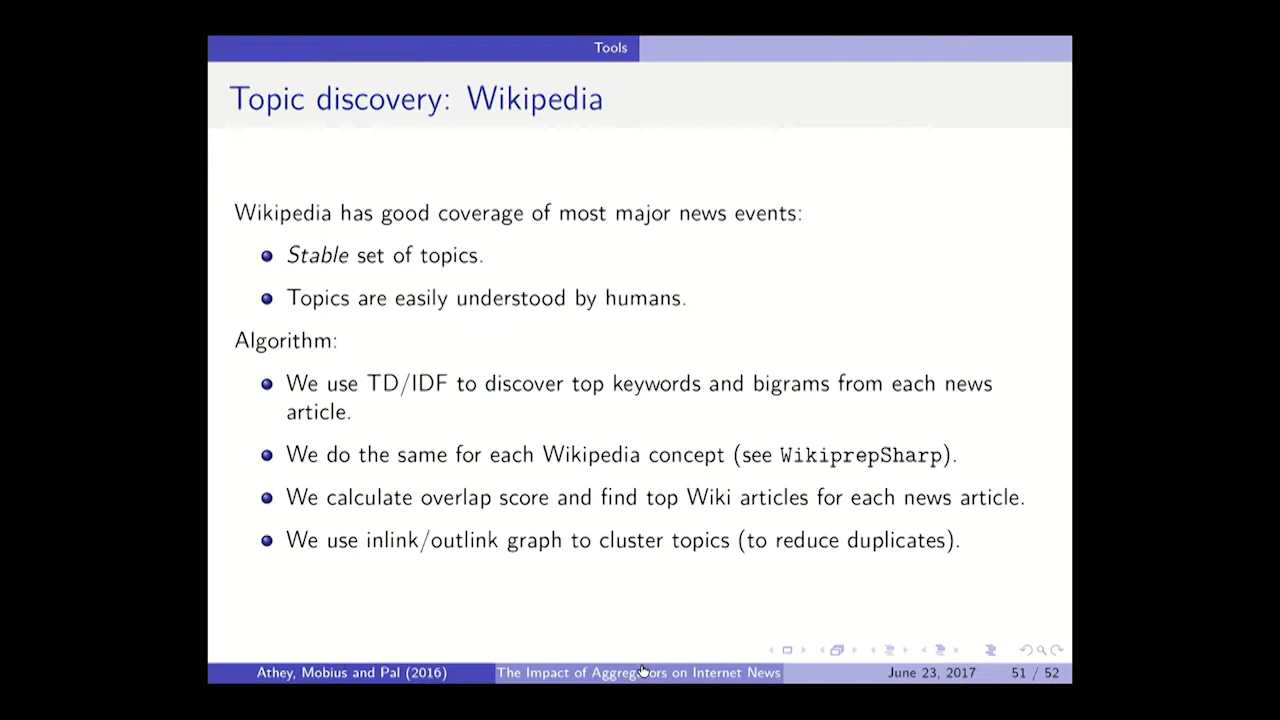 Tools
Topic discovery: Wikipedia
Wikipedia has good coverage of most major news events:
Stable set of topics.
Topics are easily understood by humans.
Algorithm:
We use TD/IDF to discover top keywords and bigrams from each news
article.
We do the same for each Wikipedia concept (see WikiprepSharp).
We calculate overlap score and find top Wiki articles for each news article.
We use inlink/outlink graph to cluster topics (to reduce duplicates).
Athey, Mobius and Pal (2016)
The Impact of Aggregators on Internet News
June 23, 2017
51 / 52